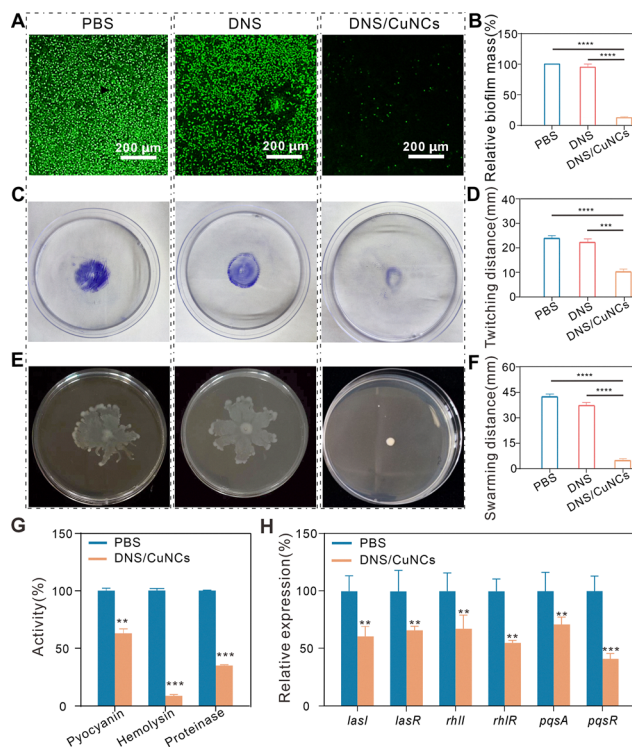 A
PBS
DNS
DNS/CuNCs
200 μm
200 μm
200 μm
B
Relative biofilm mass(%)
150
100
50
0
****
****
PBS
DNS
DNS/CuNCs
C
D
Twitching distance(mm)
40
30
20
10
0
****
***
PBS
DNS
DNS/CuNCs
E
F
Swarming distance(mm)
60
45
30
15
0
****
****
PBS
DNS
DNS/CuNCs
G
Activity(%)
150
100
50
0
PBS
DNS/CuNCs
**
***
***
Pyocyanin
Hemolysin
Proteinase
H
Relative expression(%)
150
100
50
0
PBS
DNS/CuNCs
**
**
**
**
**
***
lasI
lasR
rhlI
rhlR
pqsA
pqsR